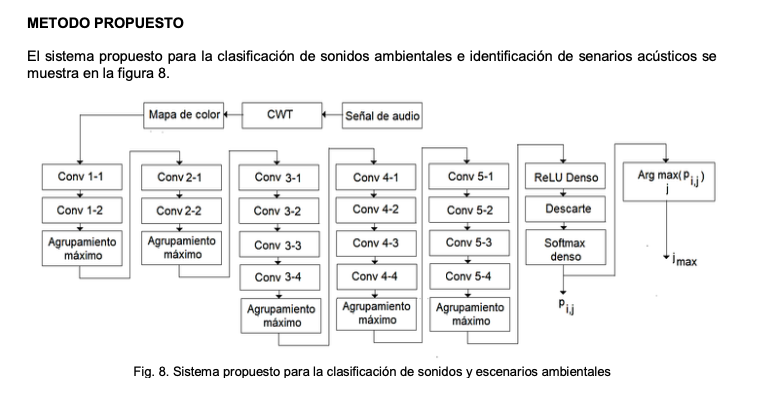 METODO PROPUESTO
El sistema propuesto para la clasificación de sonidos ambientales e identificación de senarios acústicos se
muestra en la figura 8.
Mapa de color
CWT
Señal de audio
Conv 1-1
Conv 1-2
Agrupamiento
máximo
Conv 2-1
Conv 2-2
Agrupamiento
máximo
Conv 3-1
Conv 3-2
Conv 3-3
Conv 3-4
Agrupamiento
máximo
Conv 4-1
Conv 4-2
Conv 4-3
Conv 4-4
Agrupamiento
máximo
Conv 5-1
Conv 5-2
Conv 5-3
Conv 5-4
Agrupamiento
máximo
ReLU Denso
Descarte
Softmax
denso
Pi,j
Arg max(Pi,j)
j
jmax
Fig. 8. Sistema propuesto para la clasificación de sonidos y escenarios ambientales